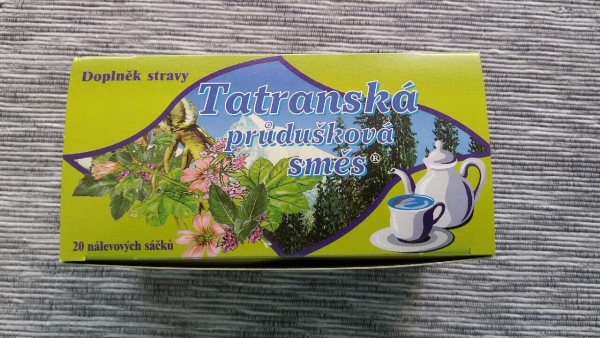 Doplněk stravy
Tatranská
průdušková
směs®
20 nálevových sáčků